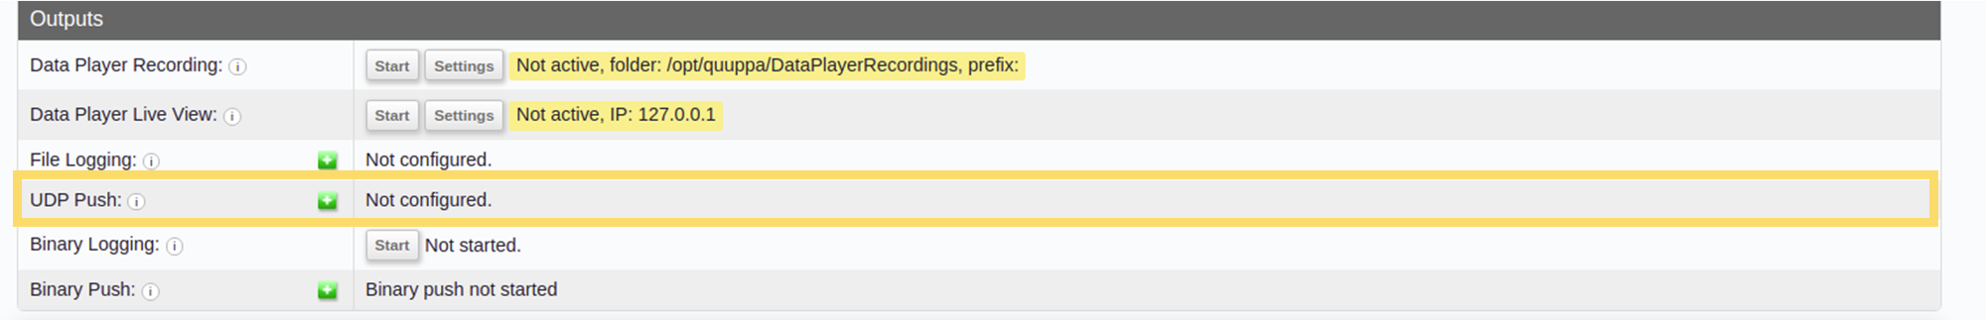 Outputs
Data Player Recording: i Start Settings Not active, folder: /opt/quuppa/DataPlayerRecordings, prefix:
Data Player Live View: i Start Settings Not active, IP: 127.0.0.1
File Logging: i + Not configured.
UDP Push: i + Not configured.
Binary Logging: i Start Not started.
Binary Push: i + Binary push not started